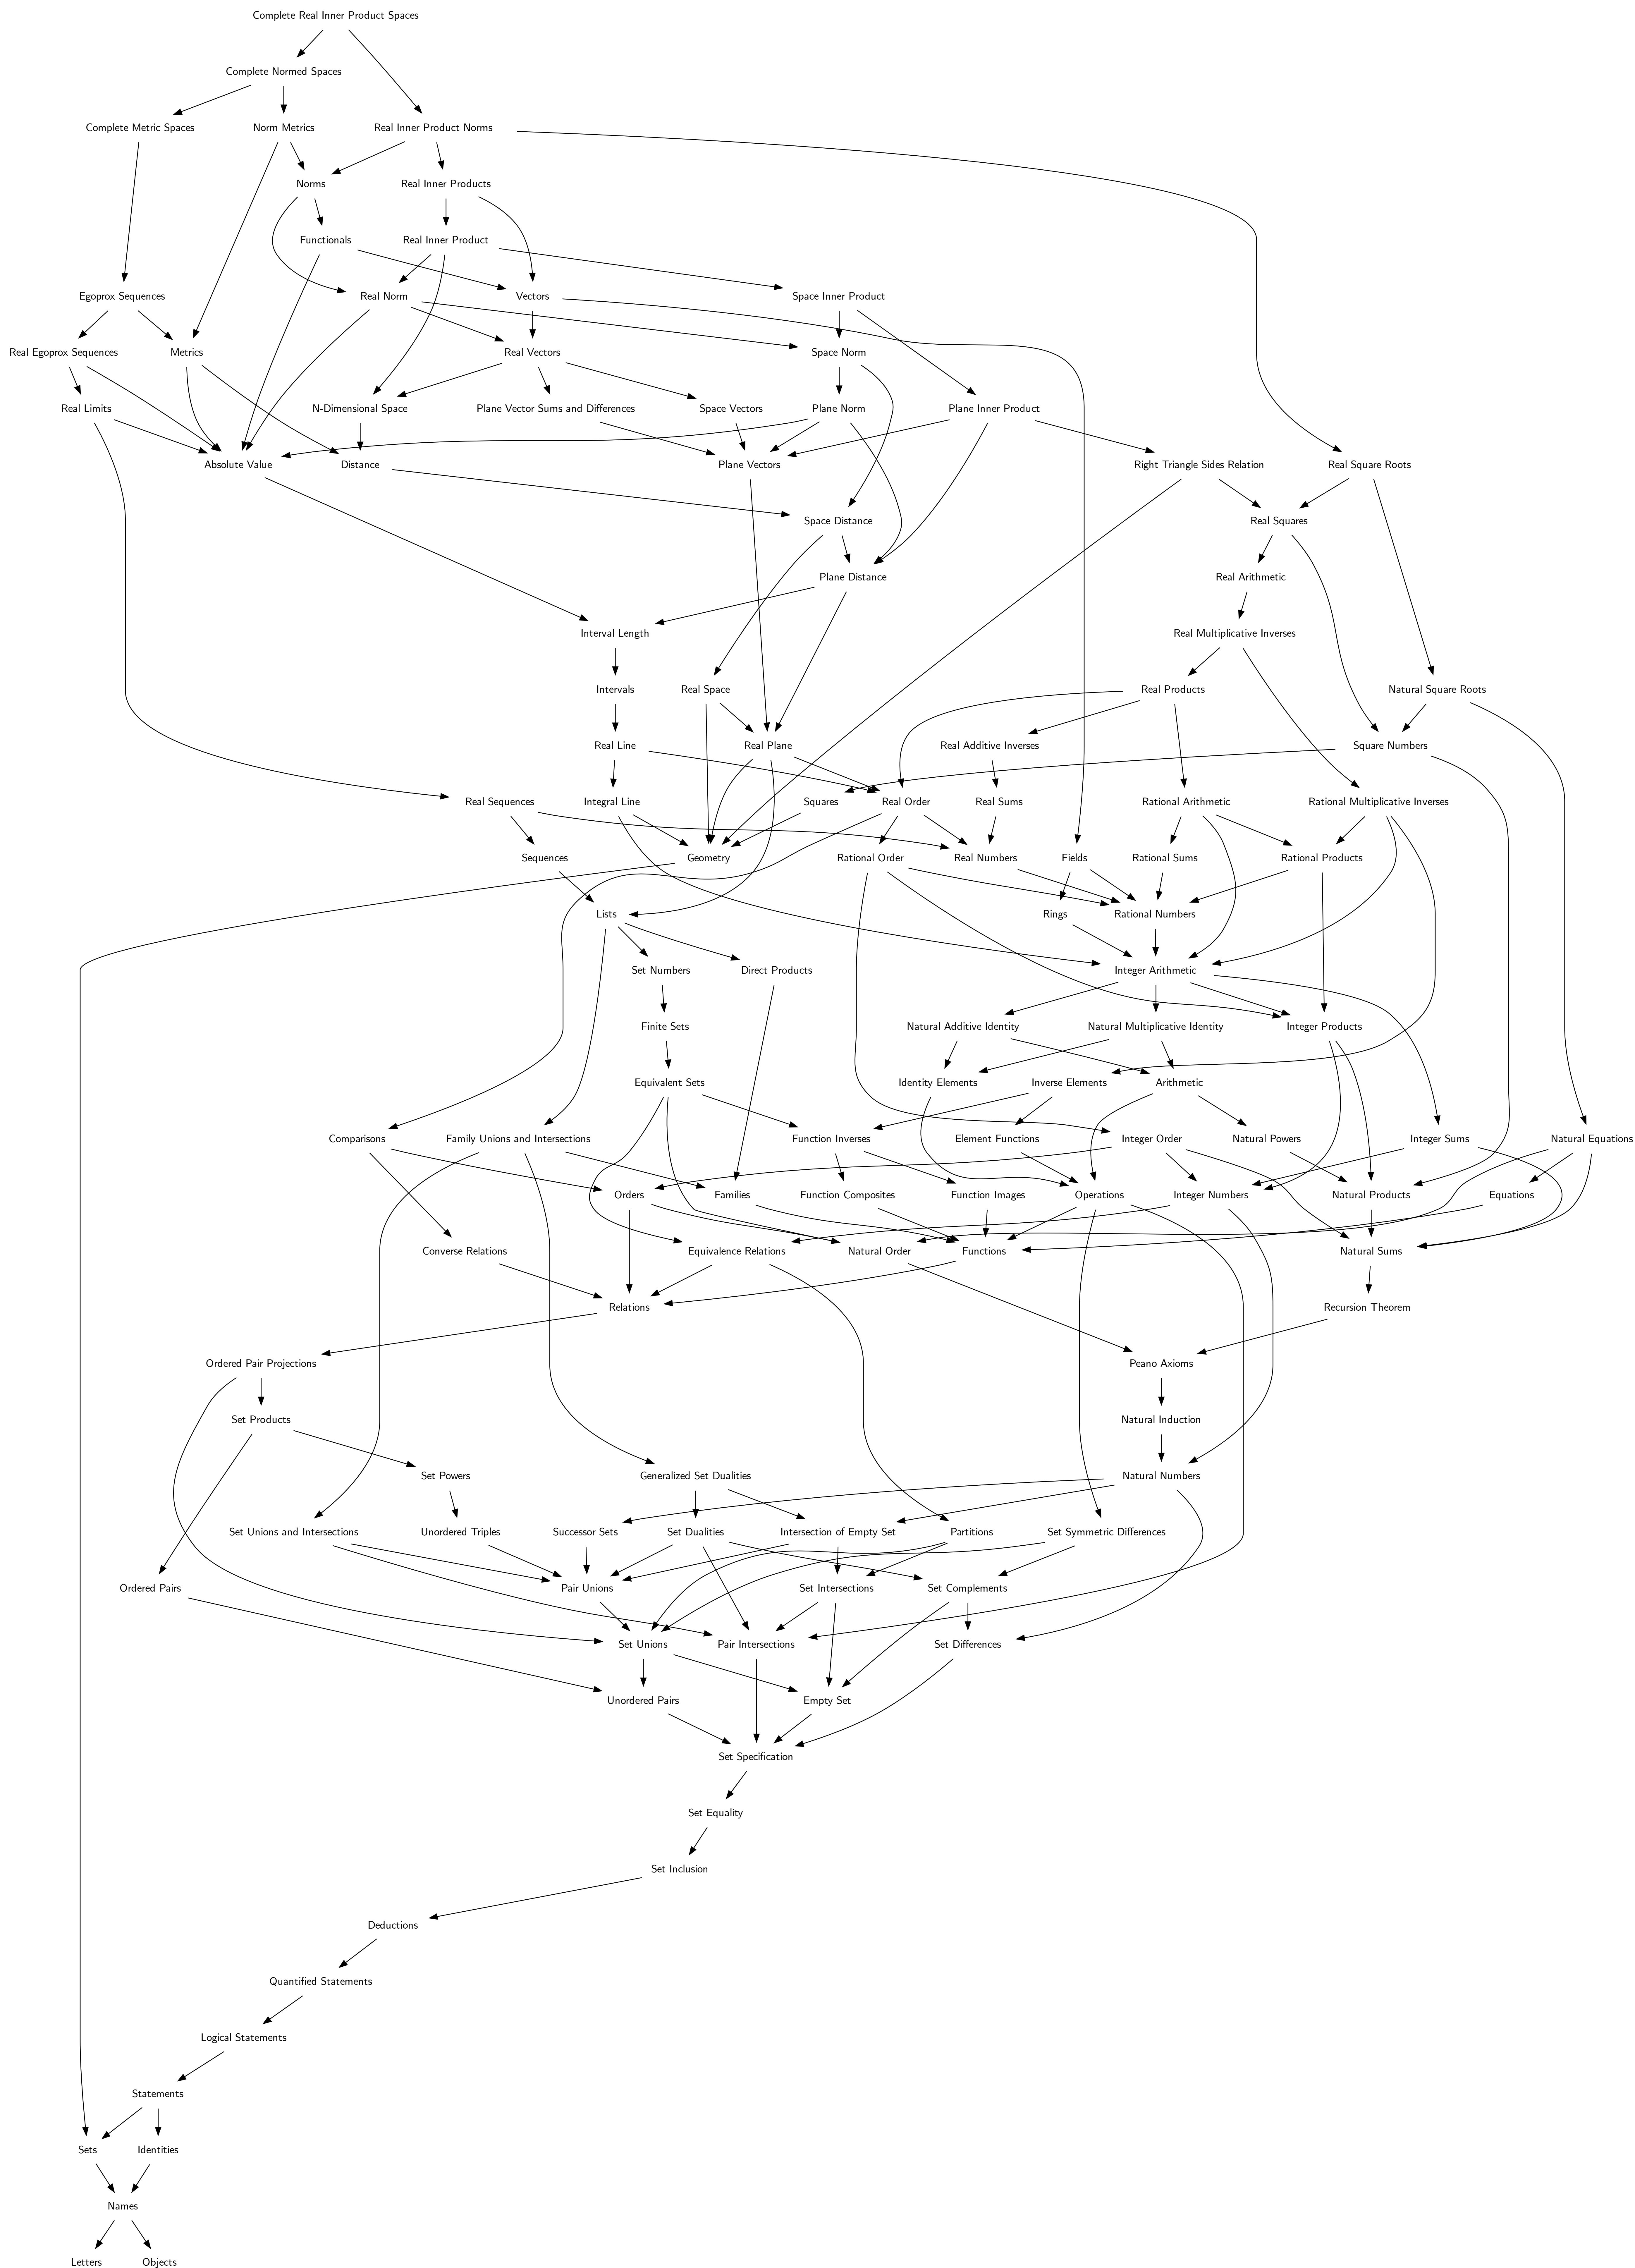 Complete Real Inner Product Spaces
Complete Normed Spaces
Complete Metric Spaces
Norm Metrics
Real Inner Product Norms
Norms
Real Inner Products
Functionals
Real Inner Product
Egoprox Sequences
Real Norm
Vectors
Space Inner Product
Real Egoprox Sequences
Metrics
Real Vectors
Space Norm
Real Limits
N-Dimensional Space
Plane Vector Sums and Differences
Space Vectors
Plane Norm
Plane Inner Product
Absolute Value
Distance
Plane Vectors
Right Triangle Sides Relation
Real Square Roots
Space Distance
Real Squares
Plane Distance
Real Arithmetic
Interval Length
Real Multiplicative Inverses
Intervals
Real Space
Real Products
Natural Square Roots
Real Line
Real Plane
Real Additive Inverses
Square Numbers
Real Sequences
Integral Line
Squares
Real Order
Real Sums
Rational Arithmetic
Rational Multiplicative Inverses
Sequences
Geometry
Rational Order
Real Numbers
Fields
Rational Sums
Rational Products
Lists
Rings
Rational Numbers
Set Numbers
Direct Products
Integer Arithmetic
Finite Sets
Natural Additive Identity
Natural Multiplicative Identity
Integer Products
Equivalent Sets
Identity Elements
Inverse Elements
Arithmetic
Comparisons
Family Unions and Intersections
Function Inverses
Element Functions
Integer Order
Natural Powers
Integer Sums
Natural Equations
Orders
Families
Function Composites
Function Images
Operations
Integer Numbers
Natural Products
Equations
Converse Relations
Equivalence Relations
Natural Order
Functions
Natural Sums
Relations
Recursion Theorem
Ordered Pair Projections
Peano Axioms
Set Products
Natural Induction
Set Powers
Generalized Set Dualities
Natural Numbers
Set Unions and Intersections
Unordered Triples
Successor Sets
Set Dualities
Intersection of Empty Set
Partitions
Set Symmetric Differences
Ordered Pairs
Pair Unions
Set Intersections
Set Complements
Set Unions
Pair Intersections
Set Differences
Unordered Pairs
Empty Set
Set Specification
Set Equality
Set Inclusion
Deductions
Quantified Statements
Logical Statements
Statements
Sets
Identities
Names
Letters
Objects